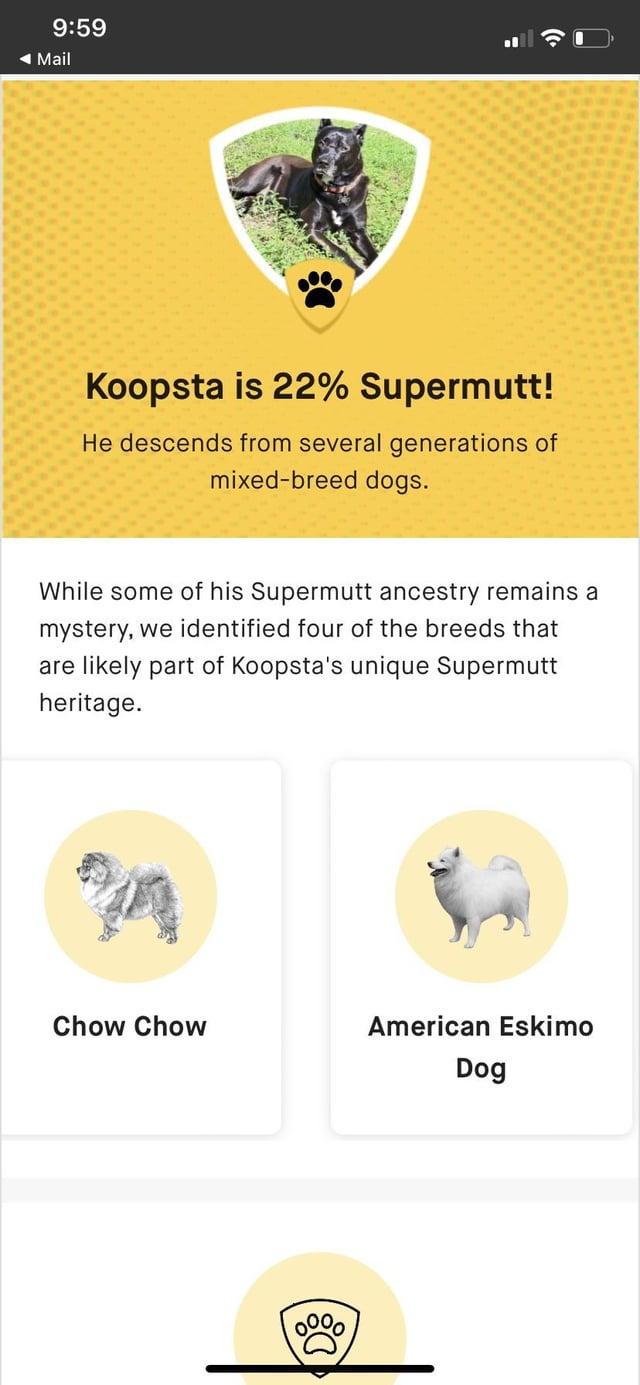 9:59
◀ Mail
Koopsta is 22% Supermutt!
He descends from several generations of
mixed-breed dogs.
While some of his Supermutt ancestry remains a
mystery, we identified four of the breeds that
are likely part of Koopsta's unique Supermutt
heritage.
Chow Chow
American Eskimo
Dog